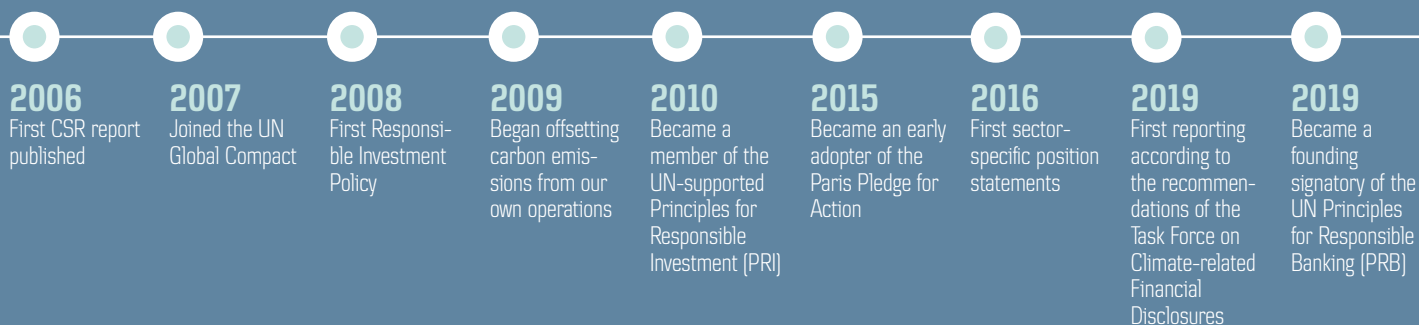 2006
First CSR report
published
2007
Joined the UN
Global Compact
2008
First Responsi-
ble Investment
Policy
2009
Began offsetting
carbon emis-
sions from our
own operations
2010
Became a
member of the
UN-supported
Principles for
Responsible
Investment (PRI)
2015
Became an early
adopter of the
Paris Pledge for
Action
2016
First sector-
specific position
statements
2019
First reporting
according to
the recommen-
dations of the
Task Force on
Climate-related
Financial
Disclosures
2019
Became a
founding
signatory of the
UN Principles
for Responsible
Banking (PRB)